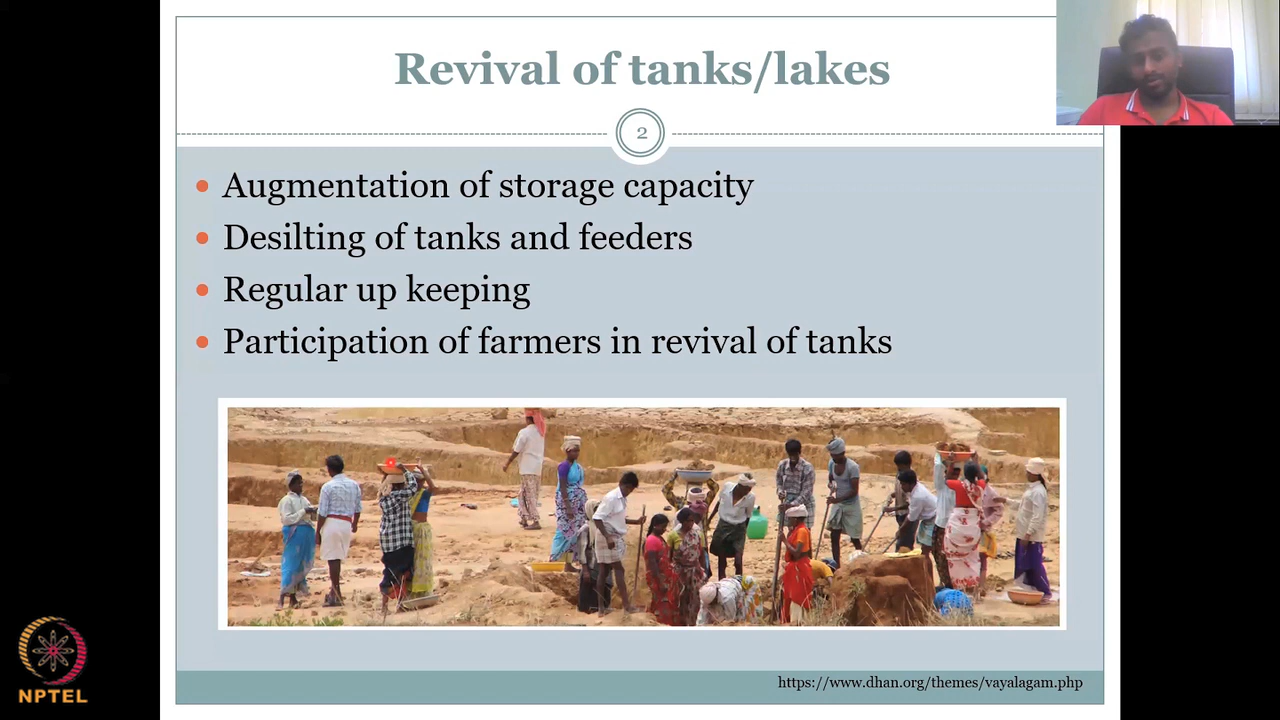 Revival of tanks/lakes
2
Augmentation of storage capacity
Desilting of tanks and feeders
Regular up keeping
Participation of farmers in revival of tanks
https://www.dhan.org/themes/vayalagam.php
NPTEL